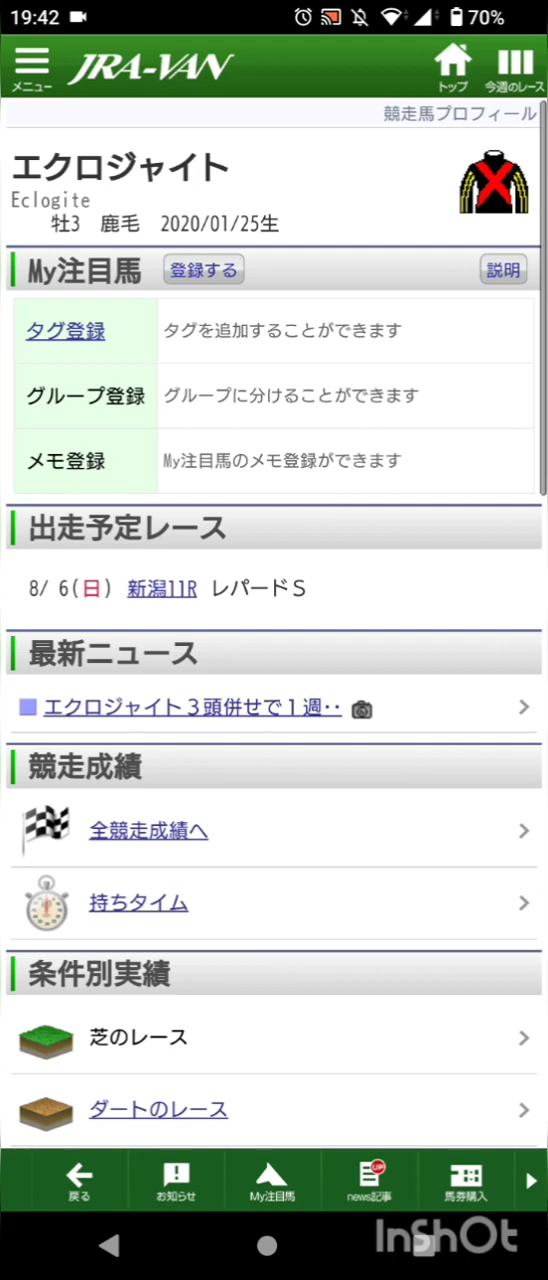 19:42 70%
JRA-VAN
メニュー トップ 今週のレース
競走馬プロフィール
エクロジャイト
Eclogite
牡3 鹿毛 2020/01/25生
My注目馬 登録する 説明
タグ登録 タグを追加することができます
グループ登録 グループに分けることができます
メモ登録 My注目馬のメモ登録ができます
出走予定レース
8/ 6(日) 新潟11R レパードＳ
最新ニュース
エクロジャイト３頭併せで１週‥
競走成績
全競走成績へ
持ちタイム
条件別実績
芝のレース
ダートのレース
UP
戻る お知らせ My注目馬 news記事 馬券購入
InShOt